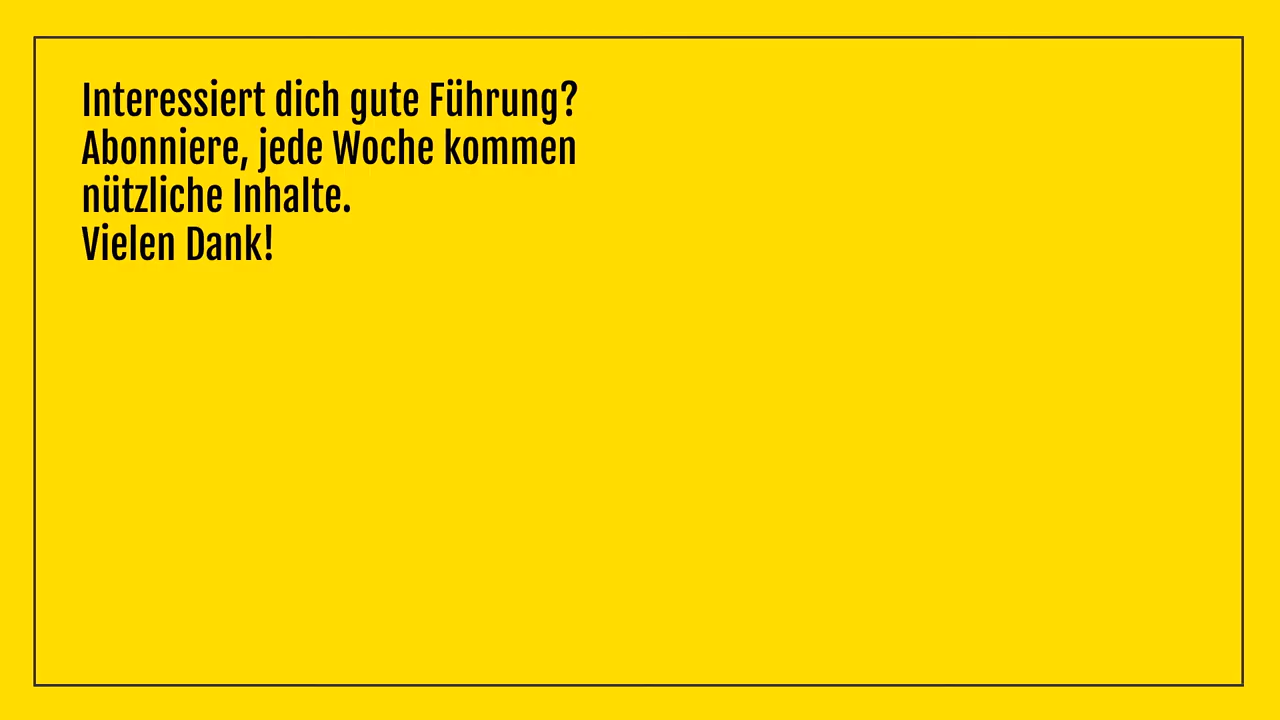 Interessiert dich gute Führung?
Abonniere, jede Woche kommen
nützliche Inhalte.
Vielen Dank!